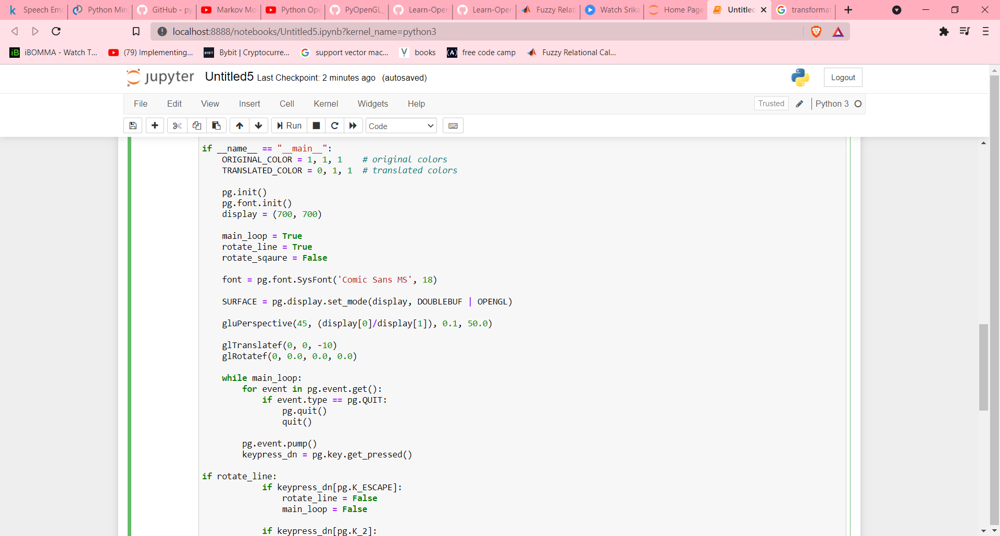 Speech Emo
Python Min
GitHub - py
Markov Mo
Python Ope
PyOpenGL_
Learn-Open
Learn-Open
Fuzzy Relati
Watch Srika
Home Page
Untitled
transformat
localhost:8888/notebooks/Untitled5.ipynb?kernel_name=python3
iBOMMA - Watch T...
(79) Implementing...
Bybit | Cryptocurre...
support vector mac...
books
free code camp
Fuzzy Relational Cal...
jupyter Untitled5 Last Checkpoint: 2 minutes ago (autosaved)
Logout
File Edit View Insert Cell Kernel Widgets Help
Trusted
Python 3
Run
Code
if __name__ == "__main__":
    ORIGINAL_COLOR = 1, 1, 1    # original colors
    TRANSLATED_COLOR = 0, 1, 1  # translated colors
    pg.init()
    pg.font.init()
    display = (700, 700)
    main_loop = True
    rotate_line = True
    rotate_sqaure = False
    font = pg.font.SysFont('Comic Sans MS', 18)
    SURFACE = pg.display.set_mode(display, DOUBLEBUF | OPENGL)
    gluPerspective(45, (display[0]/display[1]), 0.1, 50.0)
    glTranslatef(0, 0, -10)
    glRotatef(0, 0.0, 0.0, 0.0)
    while main_loop:
        for event in pg.event.get():
            if event.type == pg.QUIT:
                pg.quit()
                quit()
        pg.event.pump()
        keypress_dn = pg.key.get_pressed()
if rotate_line:
            if keypress_dn[pg.K_ESCAPE]:
                rotate_line = False
                main_loop = False
            if keypress_dn[pg.K_2]: